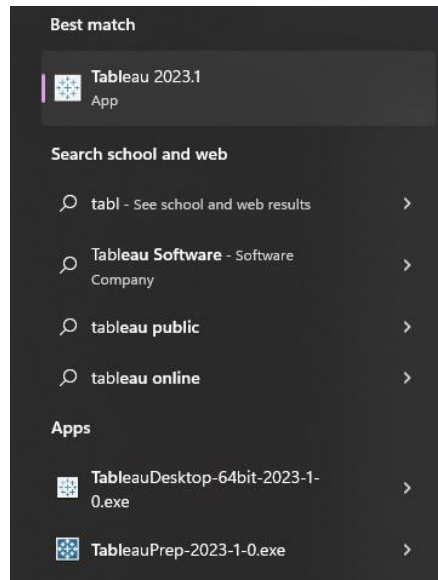 Best match
Tableau 2023.1
App
Search school and web
tabl - See school and web results
Tableau Software - Software
Company
tableau public
tableau online
Apps
TableauDesktop-64bit-2023-1-
0.exe
TableauPrep-2023-1-0.exe